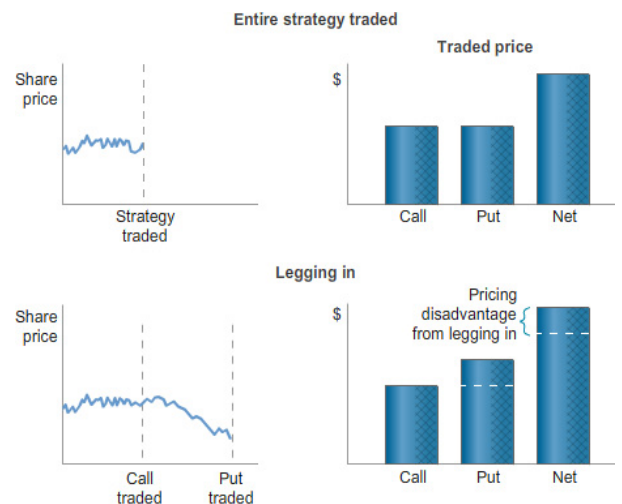 Entire strategy traded
Traded price
Share
price
$
Strategy
traded
Call
Put
Net
Legging in
Share
price
$
Pricing
disadvantage
from legging in
Call
traded
Put
traded
Call
Put
Net